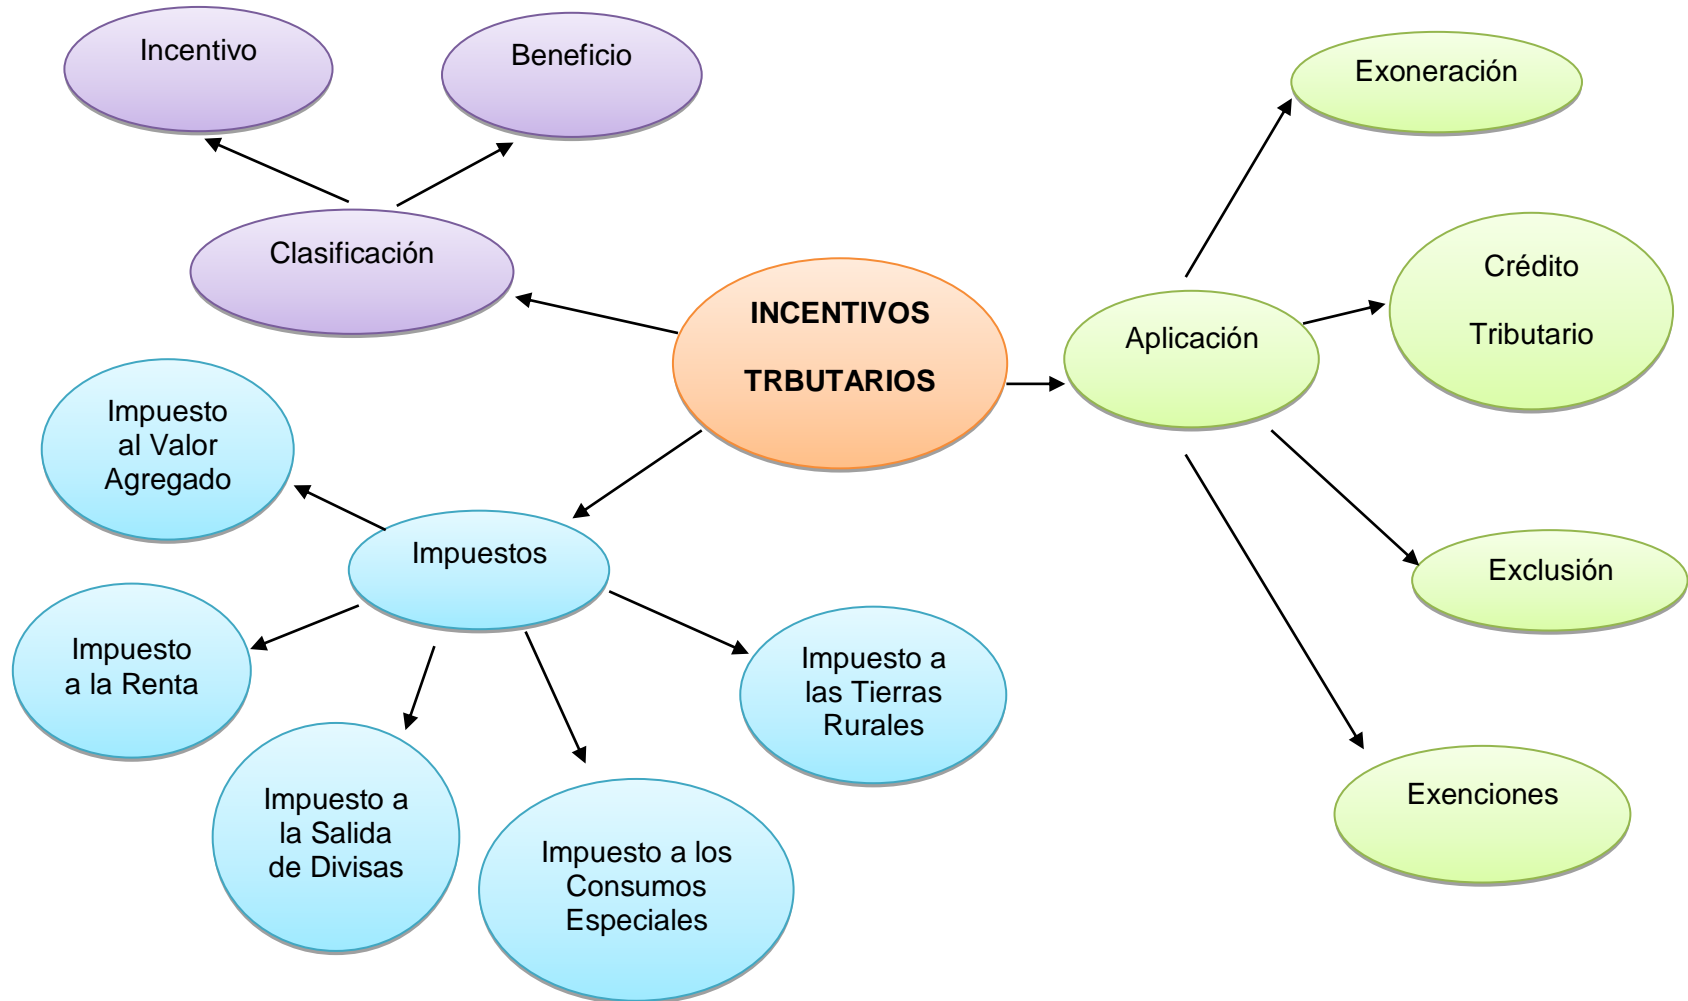 Incentivo
Beneficio
Clasificación
INCENTIVOS
TRBUTARIOS
Exoneración
Crédito
Tributario
Aplicación
Exclusión
Exenciones
Impuesto
al Valor
Agregado
Impuestos
Impuesto
a la Renta
Impuesto a
la Salida
de Divisas
Impuesto a los
Consumos
Especiales
Impuesto a
las Tierras
Rurales